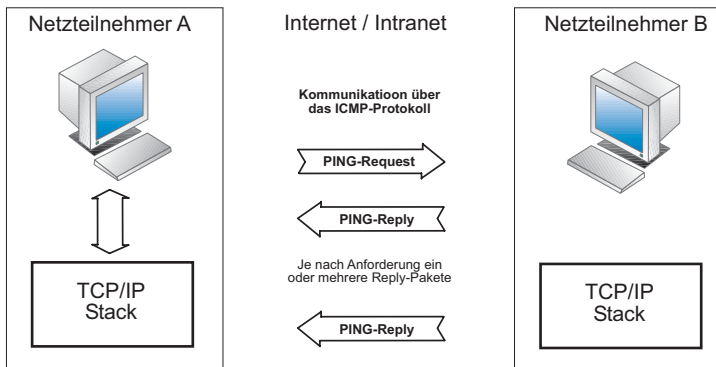 Netzteilnehmer A
Internet / Intranet
Netzteilnehmer B
Kommunikatioon über
das ICMP-Protokoll
PING-Request
PING-Reply
Je nach Anforderung ein
oder mehrere Reply-Pakete
PING-Reply
TCP/IP
Stack
TCP/IP
Stack